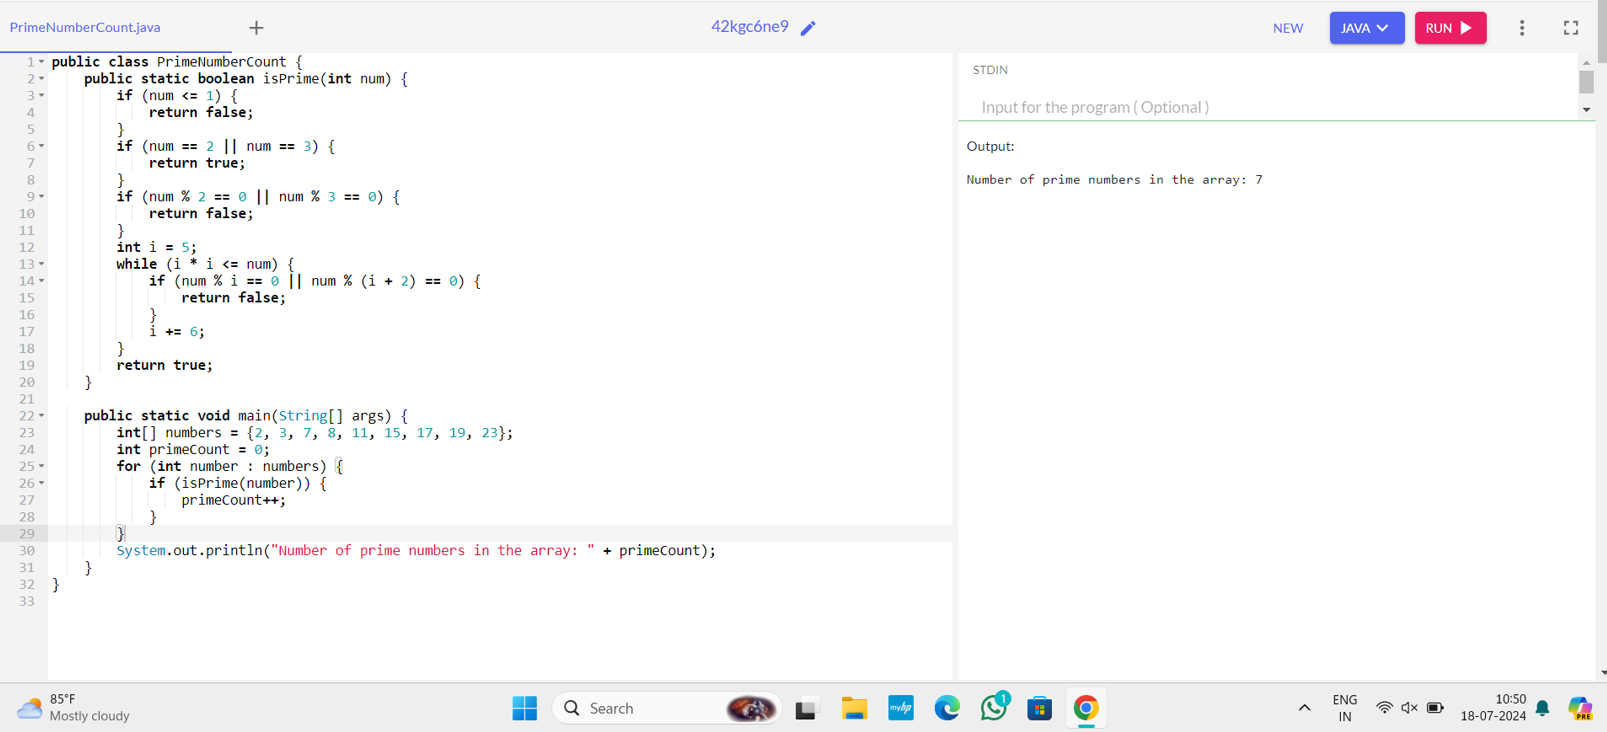 PrimeNumberCount.java + 42kgc6ne9 NEW JAVA RUN
1 public class PrimeNumberCount {
2 public static boolean isPrime(int num) {
3 if (num <= 1) {
4 return false;
5 }
6 if (num == 2 || num == 3) {
7 return true;
8 }
9 if (num % 2 == 0 || num % 3 == 0) {
10 return false;
11 }
12 int i = 5;
13 while (i * i <= num) {
14 if (num % i == 0 || num % (i + 2) == 0) {
15 return false;
16 }
17 i += 6;
18 }
19 return true;
20 }
21
22 public static void main(String[] args) {
23 int[] numbers = {2, 3, 7, 8, 11, 15, 17, 19, 23};
24 int primeCount = 0;
25 for (int number : numbers) {
26 if (isPrime(number)) {
27 primeCount++;
28 }
29 }
30 System.out.println("Number of prime numbers in the array: " + primeCount);
31 }
32 }
33
STDIN
Input for the program ( Optional )
Output:
Number of prime numbers in the array: 7
85°F
Mostly cloudy
Search
myhp
1
ENG
IN
10:50
18-07-2024
PRE